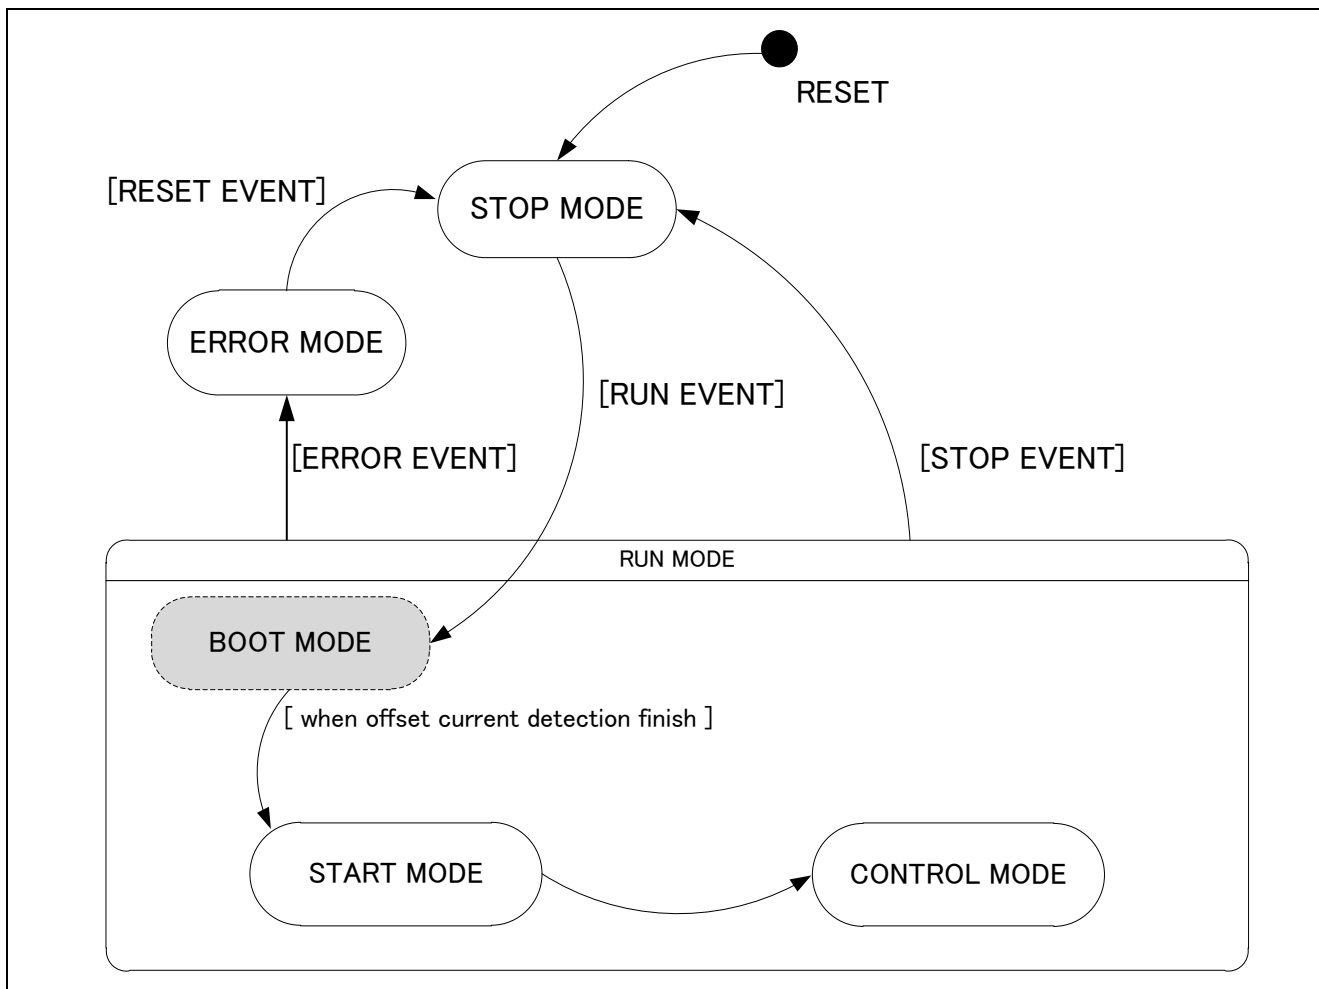 RESET
[RESET EVENT]
STOP MODE
ERROR MODE
[RUN EVENT]
[ERROR EVENT]
[STOP EVENT]
RUN MODE
BOOT MODE
[ when offset current detection finish ]
START MODE
CONTROL MODE